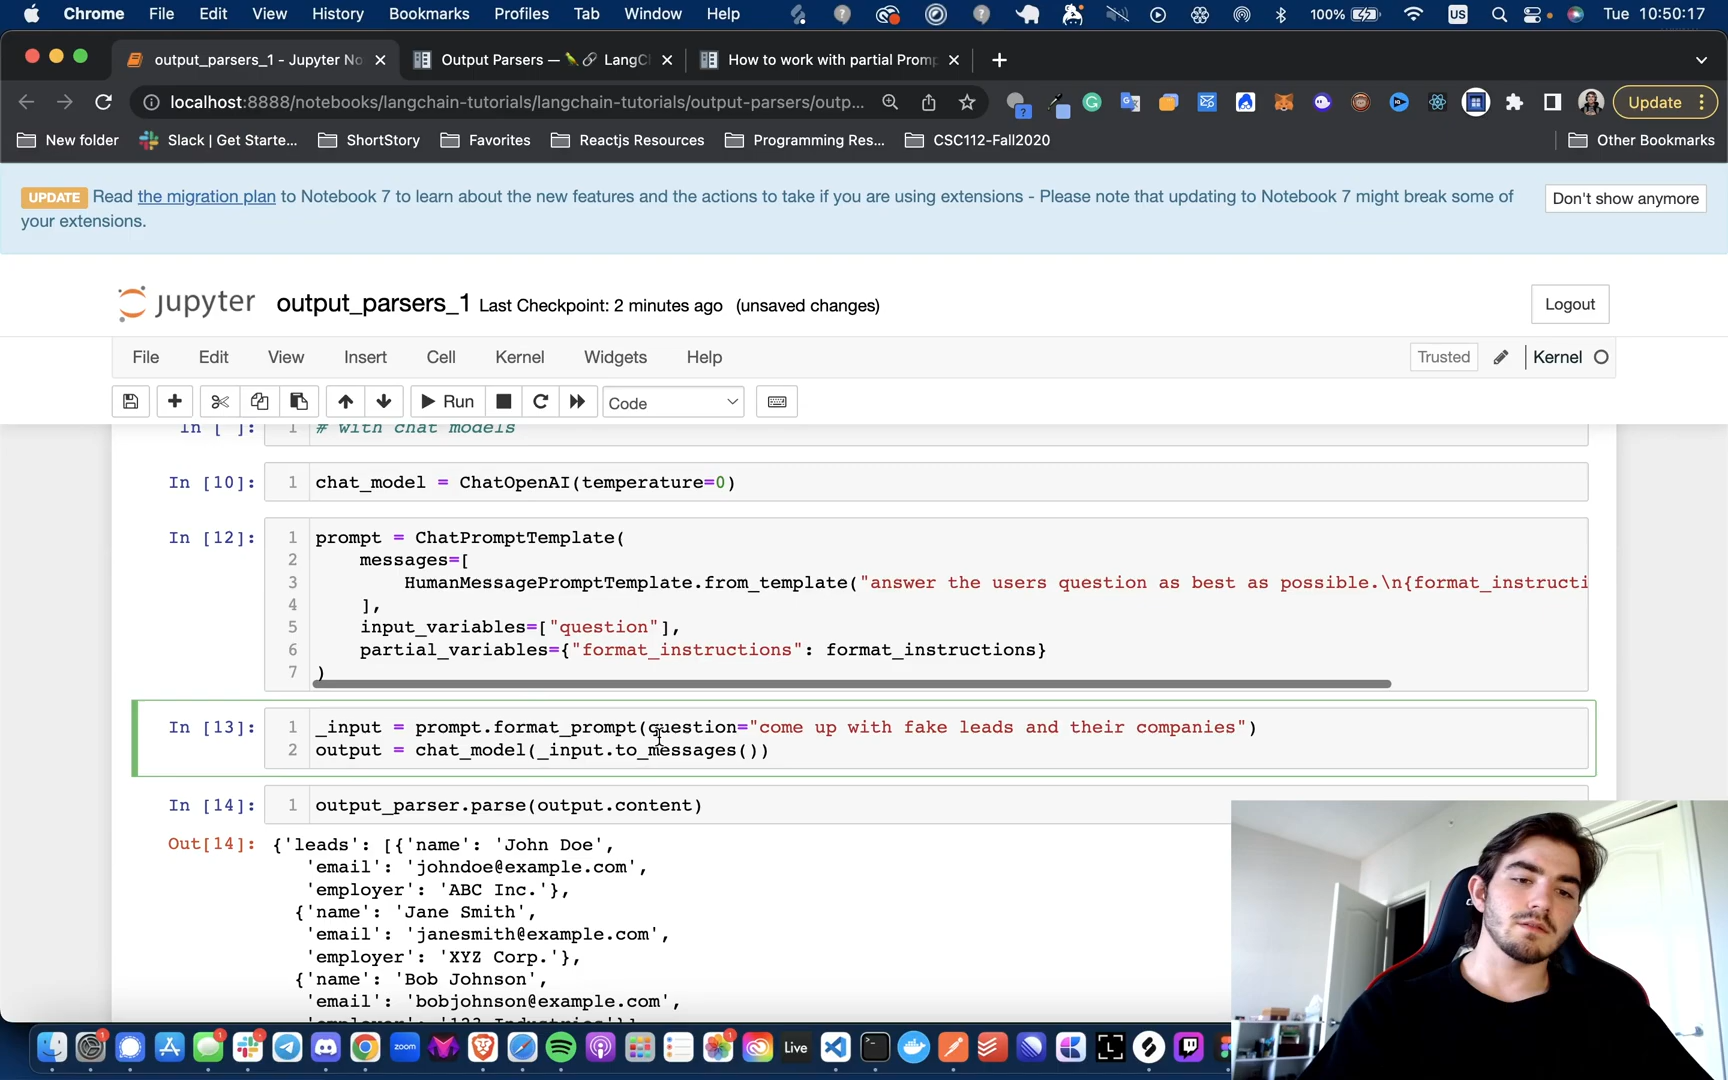 Chrome File Edit View History Bookmarks Profiles Tab Window Help 100% US Tue 10:50:17
output_parsers_1 - Jupyter No Output Parsers — LangC How to work with partial Promp
localhost:8888/notebooks/langchain-tutorials/langchain-tutorials/output-parsers/outp... Update
New folder Slack | Get Starte... ShortStory Favorites Reactjs Resources Programming Res... CSC112-Fall2020 Other Bookmarks
UPDATE Read the migration plan to Notebook 7 to learn about the new features and the actions to take if you are using extensions - Please note that updating to Notebook 7 might break some of
your extensions.
Don't show anymore
jupyter output_parsers_1 Last Checkpoint: 2 minutes ago (unsaved changes) Logout
File Edit View Insert Cell Kernel Widgets Help Trusted Kernel
Run Code
In [ ]: 1 # with chat models
In [10]: 1 chat_model = ChatOpenAI(temperature=0)
In [12]: 1 prompt = ChatPromptTemplate(
2 messages=[
3 HumanMessagePromptTemplate.from_template("answer the users question as best as possible.\n{format_instructi
4 ],
5 input_variables=["question"],
6 partial_variables={"format_instructions": format_instructions}
7 )
In [13]: 1 _input = prompt.format_prompt(question="come up with fake leads and their companies")
2 output = chat_model(_input.to_messages())
In [14]: 1 output_parser.parse(output.content)
Out[14]: {'leads': [{'name': 'John Doe',
'email': 'johndoe@example.com',
'employer': 'ABC Inc.'},
{'name': 'Jane Smith',
'email': 'janesmith@example.com',
'employer': 'XYZ Corp.'},
{'name': 'Bob Johnson',
'email': 'bobjohnson@example.com',
zoom Live